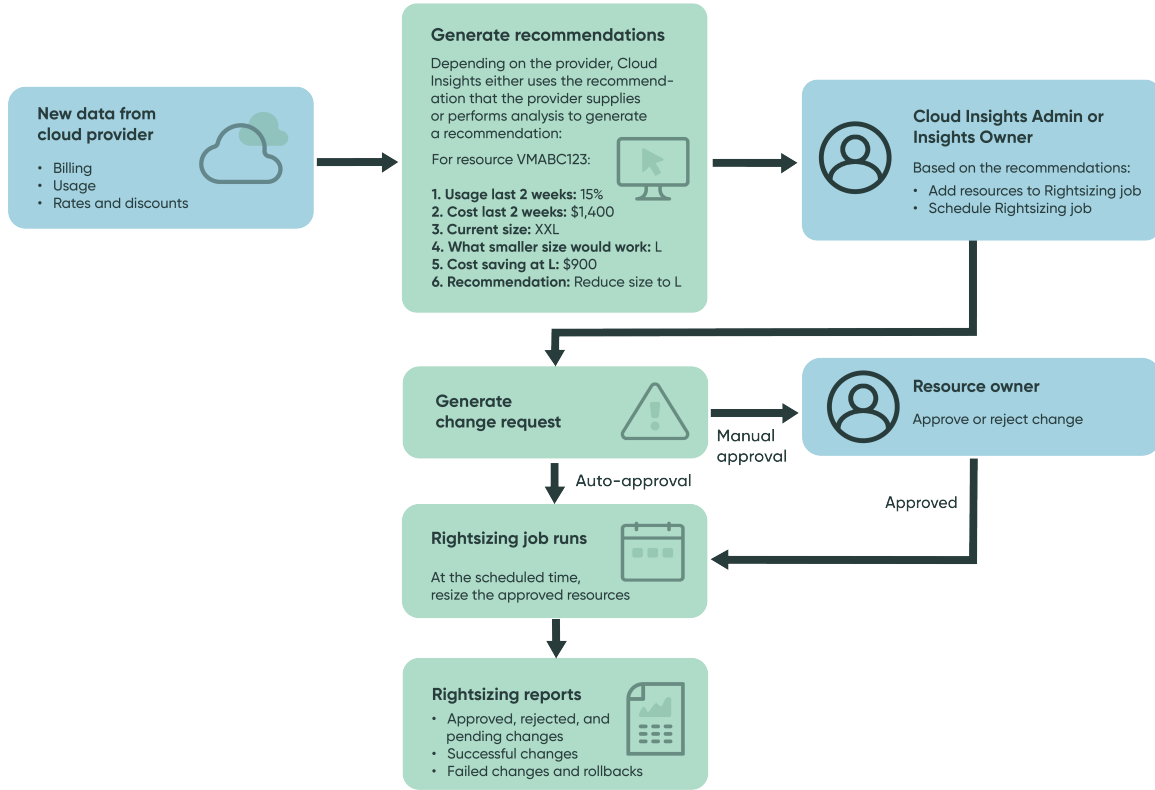 New data from
cloud provider
• Billing
• Usage
• Rates and discounts
Generate recommendations
Depending on the provider, Cloud
Insights either uses the recommend-
ation that the provider supplies
or performs analysis to generate
a recommendation:
For resource VMABC123:
1. Usage last 2 weeks: 15%
2. Cost last 2 weeks: $1,400
3. Current size: XXL
4. What smaller size would work: L
5. Cost saving at L: $900
6. Recommendation: Reduce size to L
Cloud Insights Admin or
Insights Owner
Based on the recommendations:
• Add resources to Rightsizing job
• Schedule Rightsizing job
Generate
change request
Manual
approval
Resource owner
Approve or reject change
Auto-approval
Approved
Rightsizing job runs
At the scheduled time,
resize the approved resources
Rightsizing reports
• Approved, rejected, and
pending changes
• Successful changes
• Failed changes and rollbacks